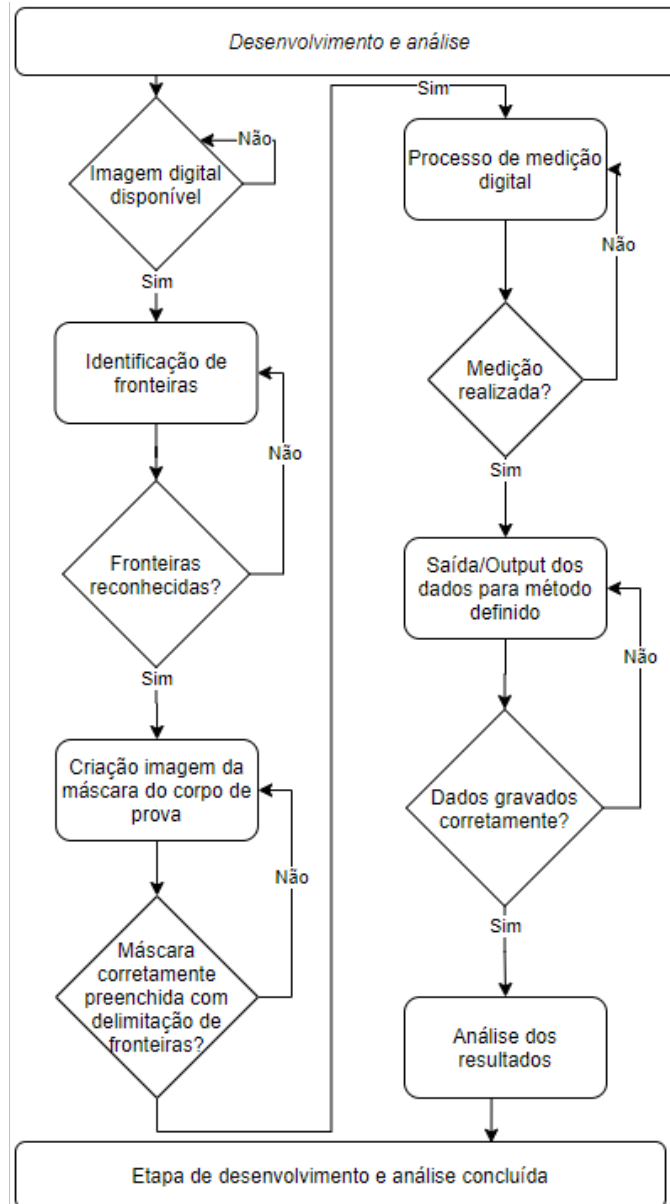 Desenvolvimento e análise
Não
Imagem digital
disponível
Sim
Identificação de
fronteiras
Não
Fronteiras
reconhecidas?
Sim
Criação imagem da
máscara do corpo de
prova
Não
Máscara
corretamente
preenchida com
delimitação de
fronteiras?
Sim
Processo de medição
digital
Não
Medição
realizada?
Sim
Saída/Output dos
dados para método
definido
Não
Dados gravados
corretamente?
Sim
Análise dos
resultados
Etapa de desenvolvimento e análise concluída